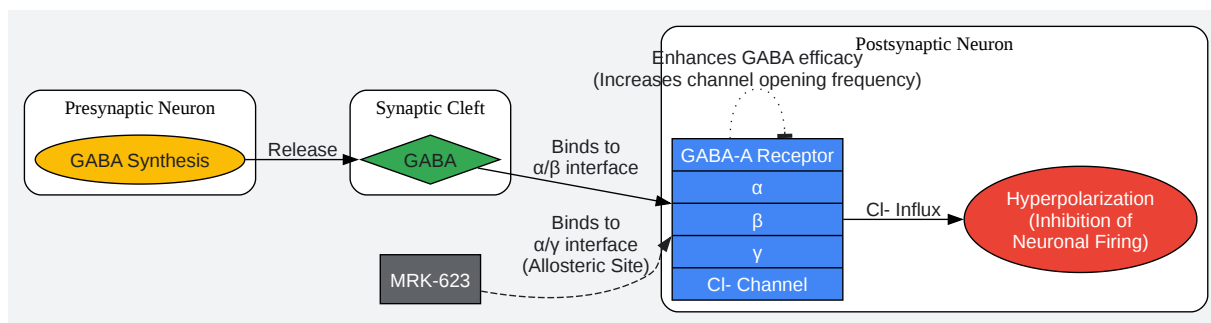 Presynaptic Neuron
GABA Synthesis
Release
Synaptic Cleft
GABA
Binds to
α/β interface
Binds to
α/γ interface
(Allosteric Site)
MRK-623
Postsynaptic Neuron
Enhances GABA efficacy
(Increases channel opening frequency)
GABA-A Receptor
α
β
γ
Cl- Channel
Cl- Influx
Hyperpolarization
(Inhibition of
Neuronal Firing)